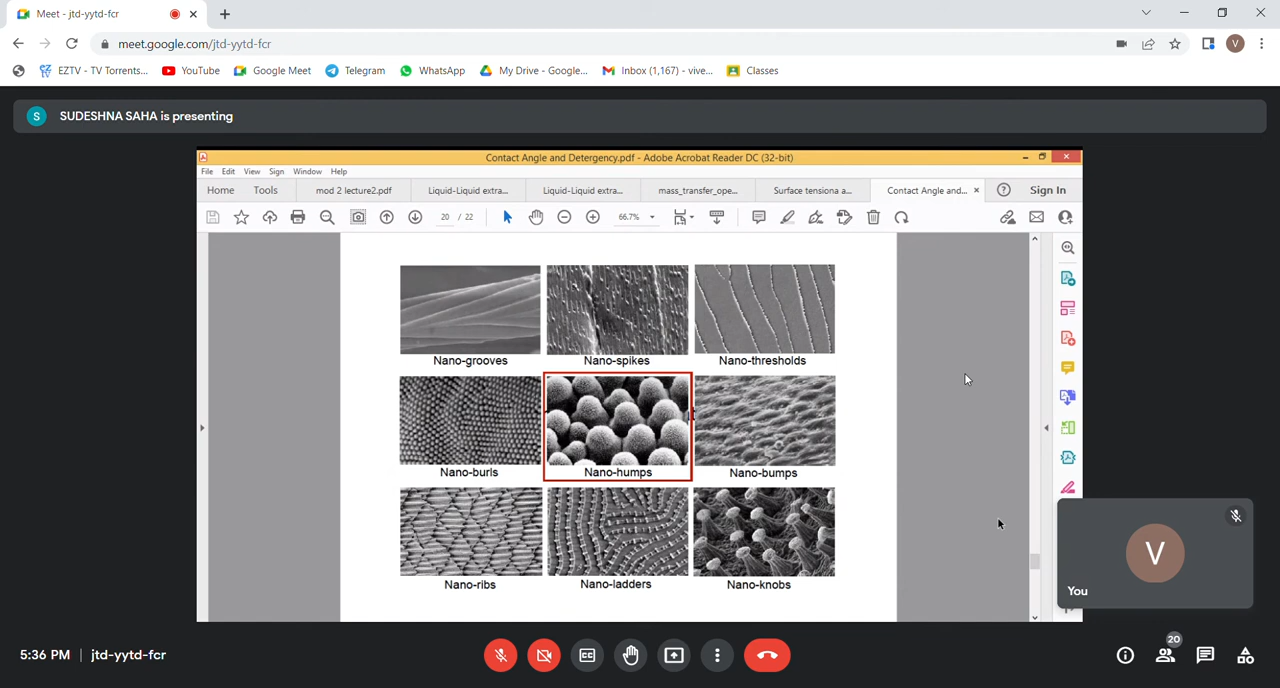 Meet - jtd-yytd-fcr
meet.google.com/jtd-yytd-fcr
V
EZTV - TV Torrents... YouTube Google Meet Telegram WhatsApp My Drive - Google... Inbox (1,167) - vive... Classes
S SUDESHNA SAHA is presenting
Contact Angle and Detergency.pdf - Adobe Acrobat Reader DC (32-bit)
File Edit View Sign Window Help
Home Tools mod 2 lecture2.pdf Liquid-Liquid extra... Liquid-Liquid extra... mass_transfer_ope... Surface tensiona a... Contact Angle and... Sign In
20 / 22 66.7%
Nano-grooves Nano-spikes Nano-thresholds
Nano-burls Nano-humps Nano-bumps
Nano-ribs Nano-ladders Nano-knobs
V
You
5:36 PM | jtd-yytd-fcr
CC
20